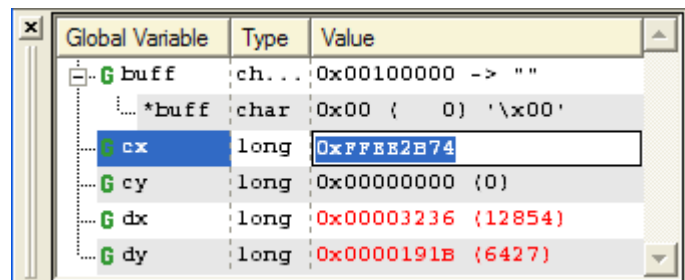 Global Variable Type Value
G buff ch... 0x00100000 -> ""
*buff char 0x00 (   0) '\x00'
G cx long 0xFFEE2B74
G cy long 0x00000000 (0)
G dx long 0x00003236 (12854)
G dy long 0x0000191B (6427)